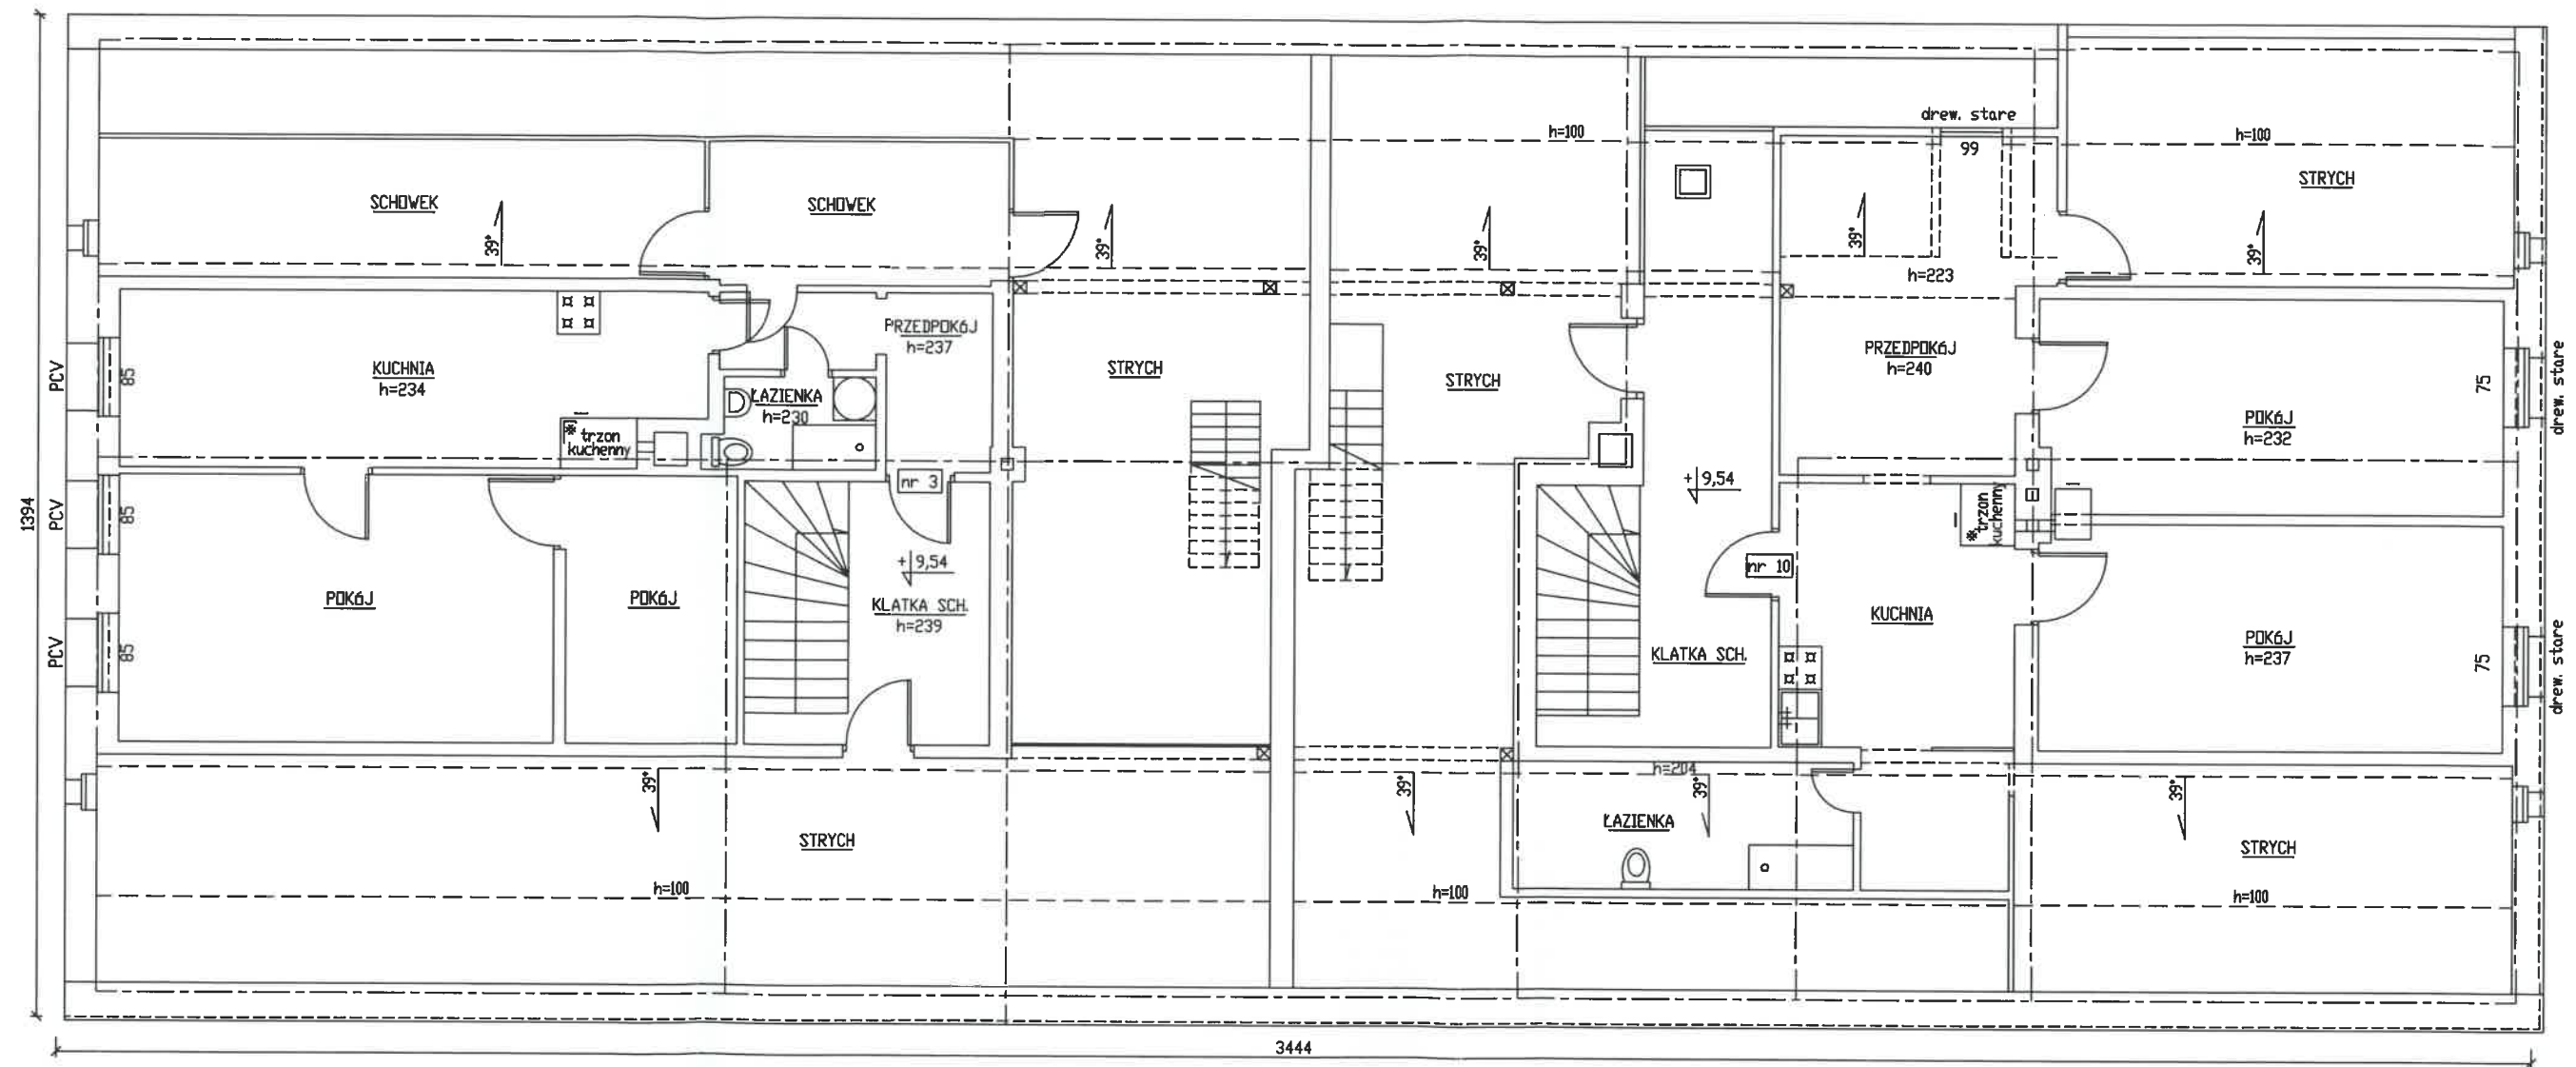 drew. stare
99
h=100
h=100
STRYCH
SCHOWEK
SCHOWEK
39°
39°
39°
39°
39°
h=223
PRZEDPOKÓJ
h=237
PRZEDPOKÓJ
h=240
KUCHNIA
h=234
PCV
85
ŁAZIENKA
h=230
STRYCH
STRYCH
75
drew. stare
POKÓJ
h=232
trzon
kuchenny
nr 3
+9,54
trzon
kuchenny
1394
PCV
85
+9,54
nr 10
POKÓJ
POKÓJ
KLATKA SCH.
h=239
KUCHNIA
PCV
85
KLATKA SCH.
POKÓJ
h=237
75
drew. stare
h=204
39°
39°
39°
39°
STRYCH
ŁAZIENKA
STRYCH
h=100
h=100
h=100
3444